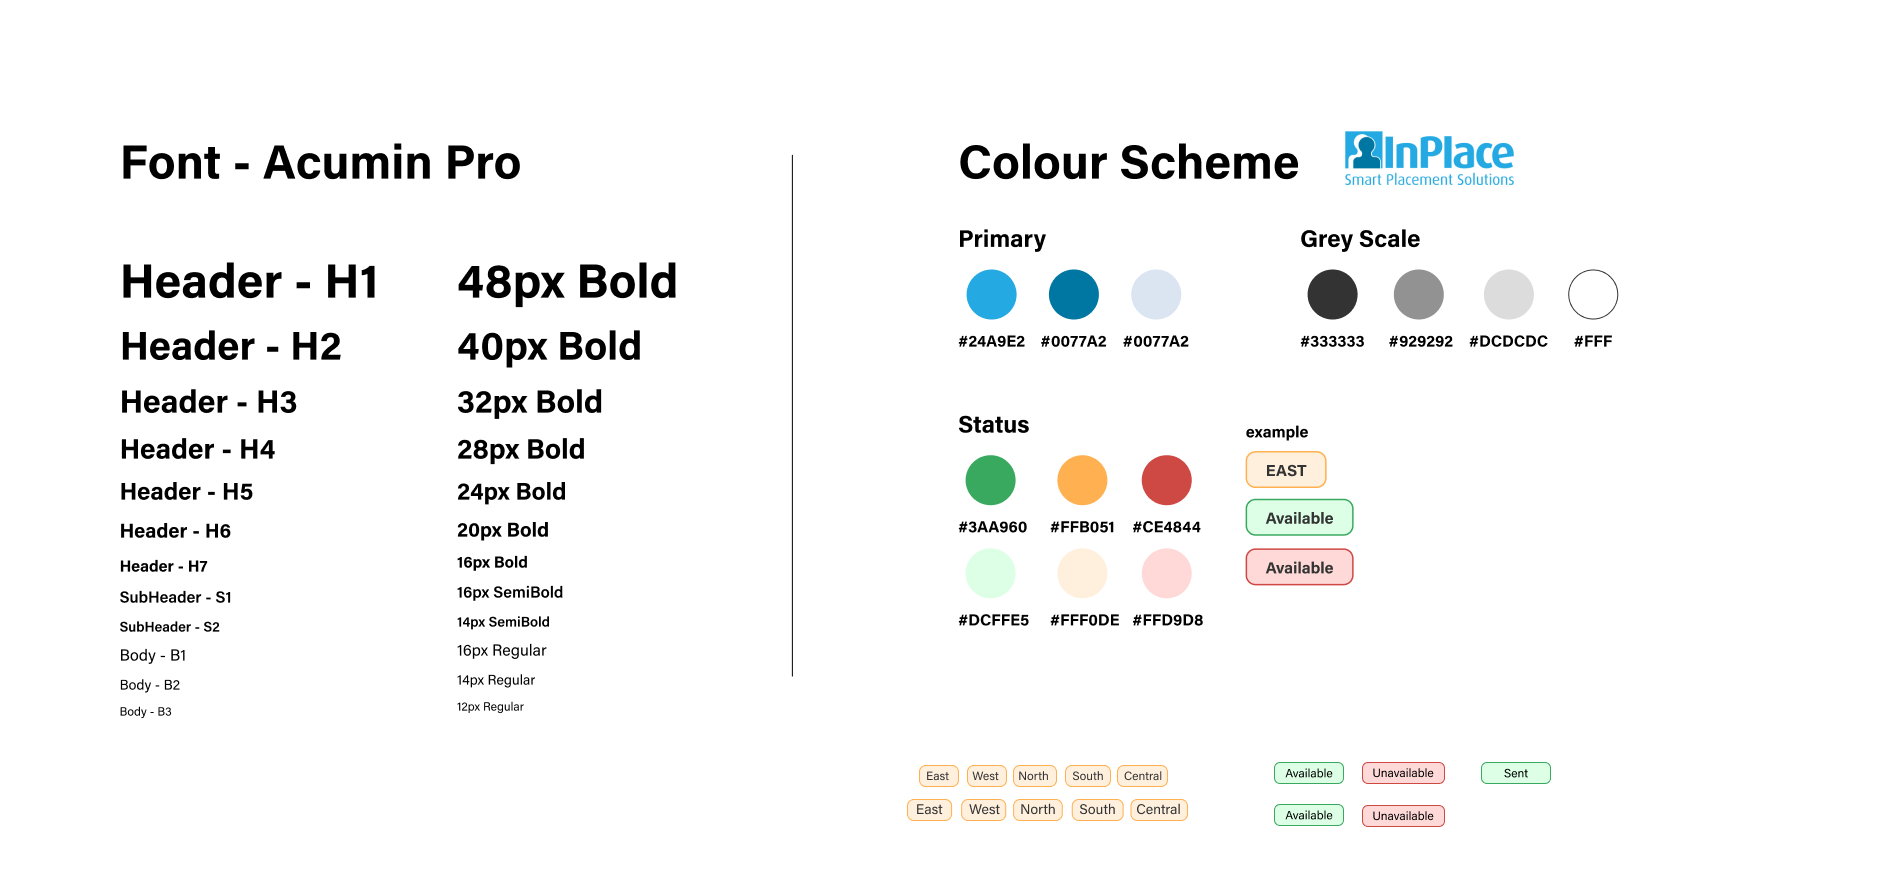 Font - Acumin Pro
Header - H1 48px Bold
Header - H2 40px Bold
Header - H3 32px Bold
Header - H4 28px Bold
Header - H5 24px Bold
Header - H6 20px Bold
Header - H7 16px Bold
SubHeader - S1 16px SemiBold
SubHeader - S2 14px SemiBold
Body - B1 16px Regular
Body - B2 14px Regular
Body - B3 12px Regular
Colour Scheme
InPlace
Smart Placement Solutions
Primary
#24A9E2 #0077A2 #0077A2
Grey Scale
#333333 #929292 #DCDCDC #FFF
Status
#3AA960 #FFB051 #CE4844
#DCFFE5 #FFF0DE #FFD9D8
example
EAST
Available
Available
East West North South Central
East West North South Central
Available Unavailable Sent
Available Unavailable